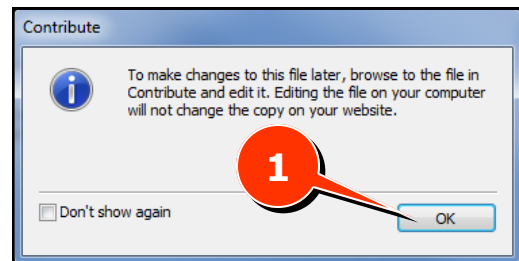 Contribute
To make changes to this file later, browse to the file in
Contribute and edit it. Editing the file on your computer
will not change the copy on your website.
1
Don't show again
OK